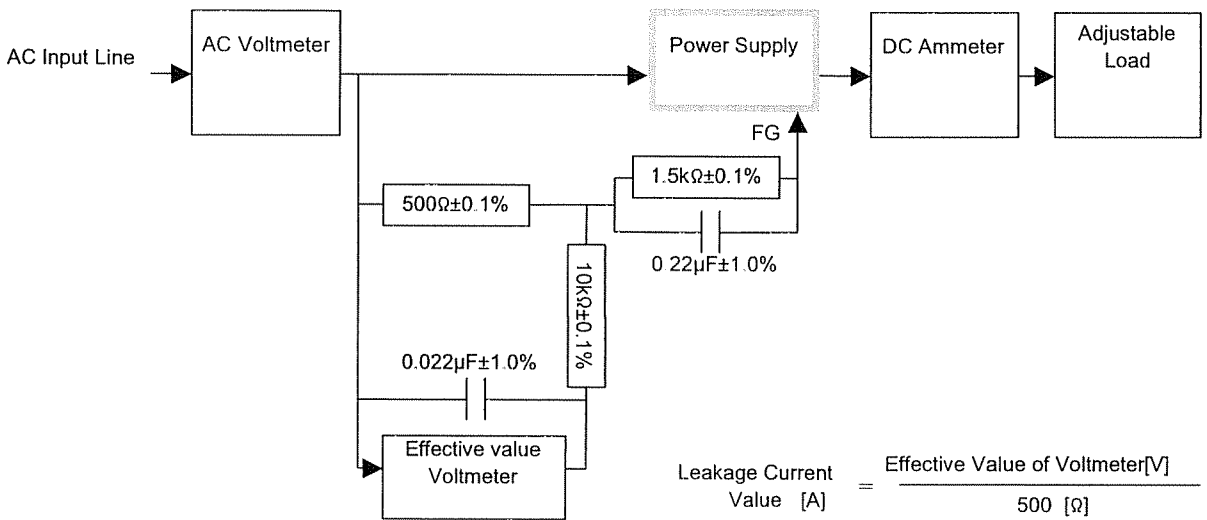 AC Input Line
AC Voltmeter
Power Supply
DC Ammeter
Adjustable
Load
FG
1.5kΩ±0.1%
500Ω±0.1%
0.22µF±1.0%
10kΩ±0.1%
0.022µF±1.0%
Effective value
Voltmeter
Leakage Current
Value [A]
=
Effective Value of Voltmeter[V]
500 [Ω]